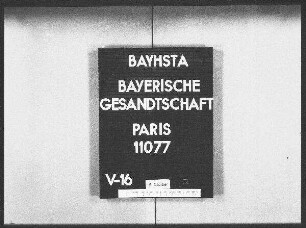 BAYHSTA
BAYERISCHE
GESANDTSCHAFT
PARIS
11077
V-16